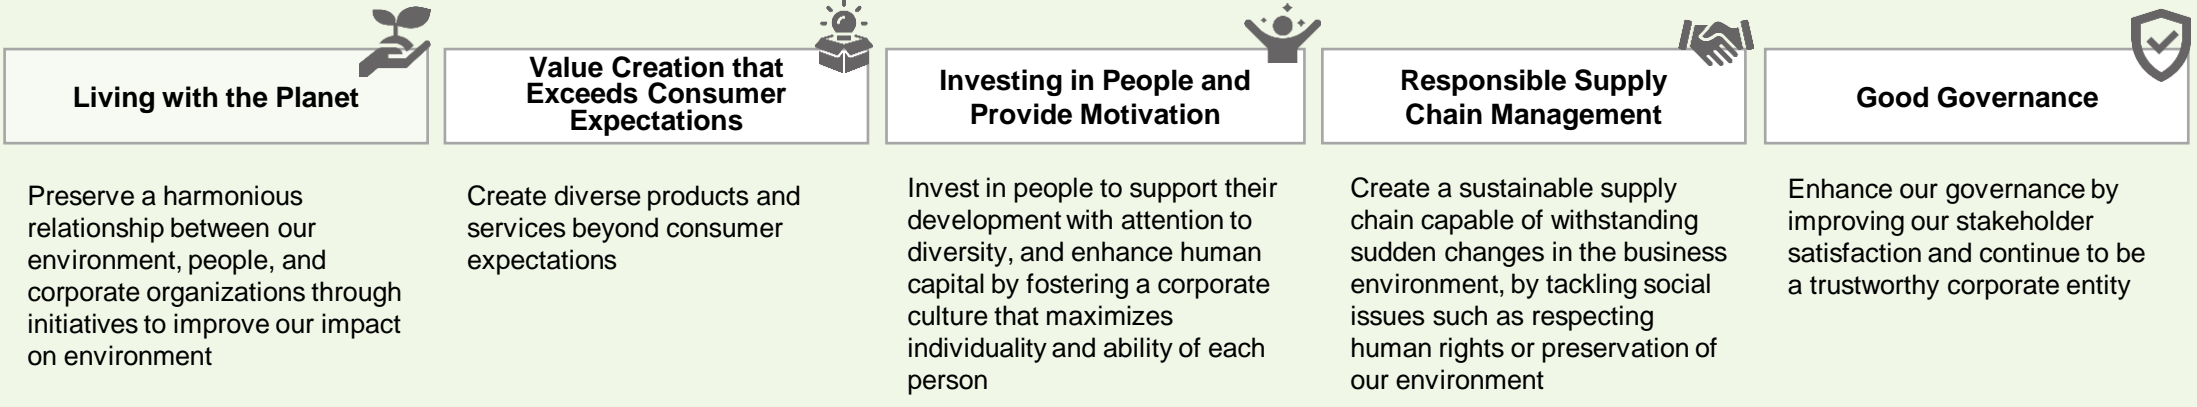 Living with the Planet
Preserve a harmonious
relationship between our
environment, people, and
corporate organizations through
initiatives to improve our impact
on environment
Value Creation that
Exceeds Consumer
Expectations
Create diverse products and
services beyond consumer
expectations
Investing in People and
Provide Motivation
Invest in people to support their
development with attention to
diversity, and enhance human
capital by fostering a corporate
culture that maximizes
individuality and ability of each
person
Responsible Supply
Chain Management
Create a sustainable supply
chain capable of withstanding
sudden changes in the business
environment, by tackling social
issues such as respecting
human rights or preservation of
our environment
Good Governance
Enhance our governance by
improving our stakeholder
satisfaction and continue to be
a trustworthy corporate entity